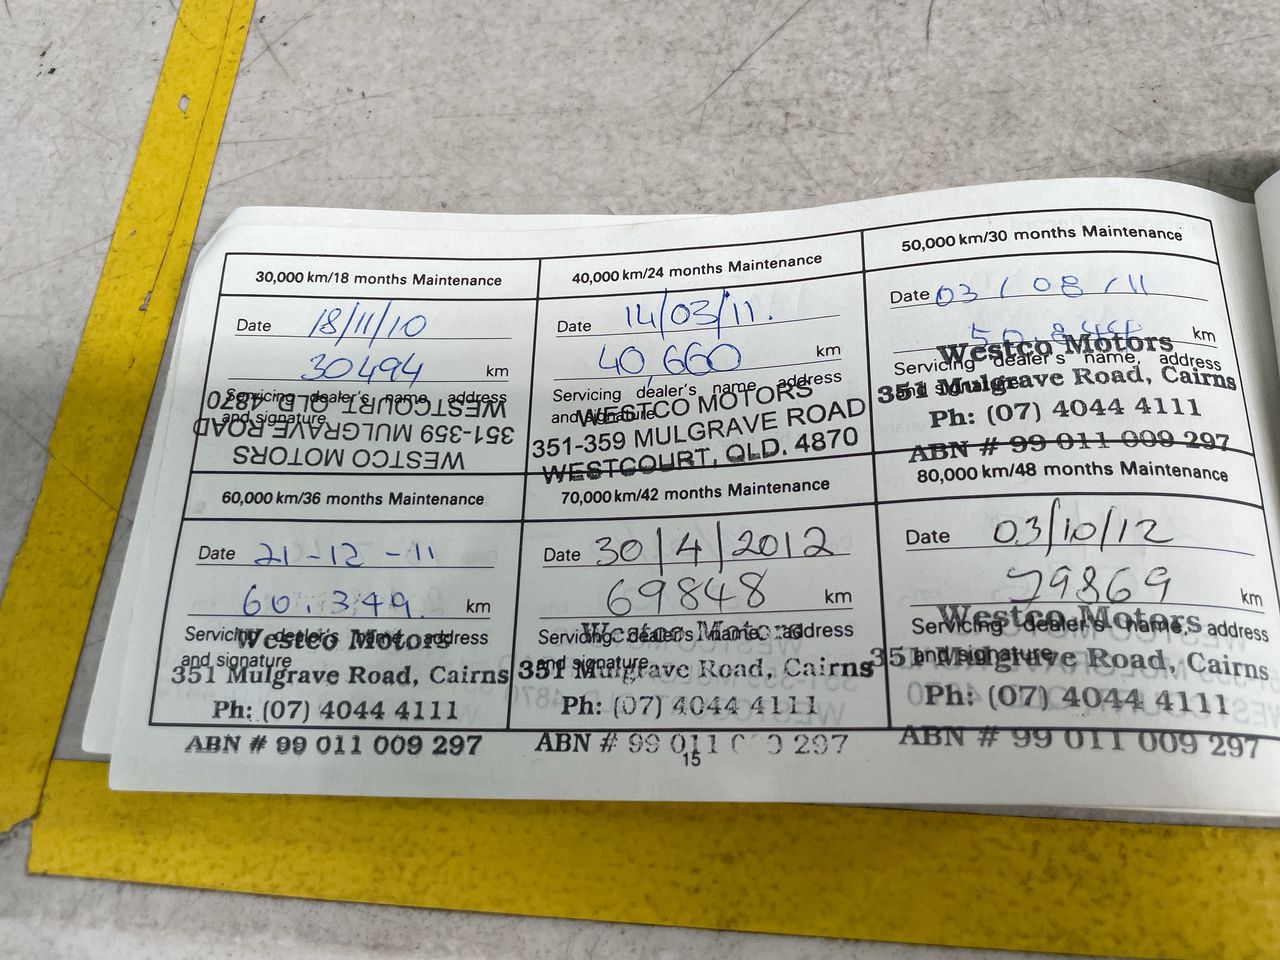 30,000 km/18 months Maintenance
Date 18/11/10
30494 km
Servicing dealer's name, address
and signature
WESTCO MOTORS
351-359 MULGRAVE ROAD
WESTCOURT, QLD. 4870
40,000 km/24 months Maintenance
Date 14/03/11.
40,660 km
Servicing dealer's name, address
and signature
WESTCO MOTORS
351-359 MULGRAVE ROAD
WESTCOURT, QLD. 4870
50,000 km/30 months Maintenance
Date 03/08/11
km
Servicing dealer's name, address
Westco Motors
351 Mulgrave Road, Cairns
Ph: (07) 4044 4111
ABN # 99 011 009 297
60,000 km/36 months Maintenance
Date 21-12-11
60.349 km
Servicing dealer's name, address
and signature
Westco Motors
351 Mulgrave Road, Cairns
Ph: (07) 4044 4111
ABN # 99 011 009 297
70,000 km/42 months Maintenance
Date 30/4/2012
69848 km
Servicing dealer's name, address
and signature
Westco Motors
351 Mulgrave Road, Cairns
Ph: (07) 4044 4111
ABN # 99 011 009 297
80,000 km/48 months Maintenance
Date 03/10/12
79869 km
Servicing dealer's name, address
and signature
Westco Motors
351 Mulgrave Road, Cairns
Ph: (07) 4044 4111
ABN # 99 011 009 297
15